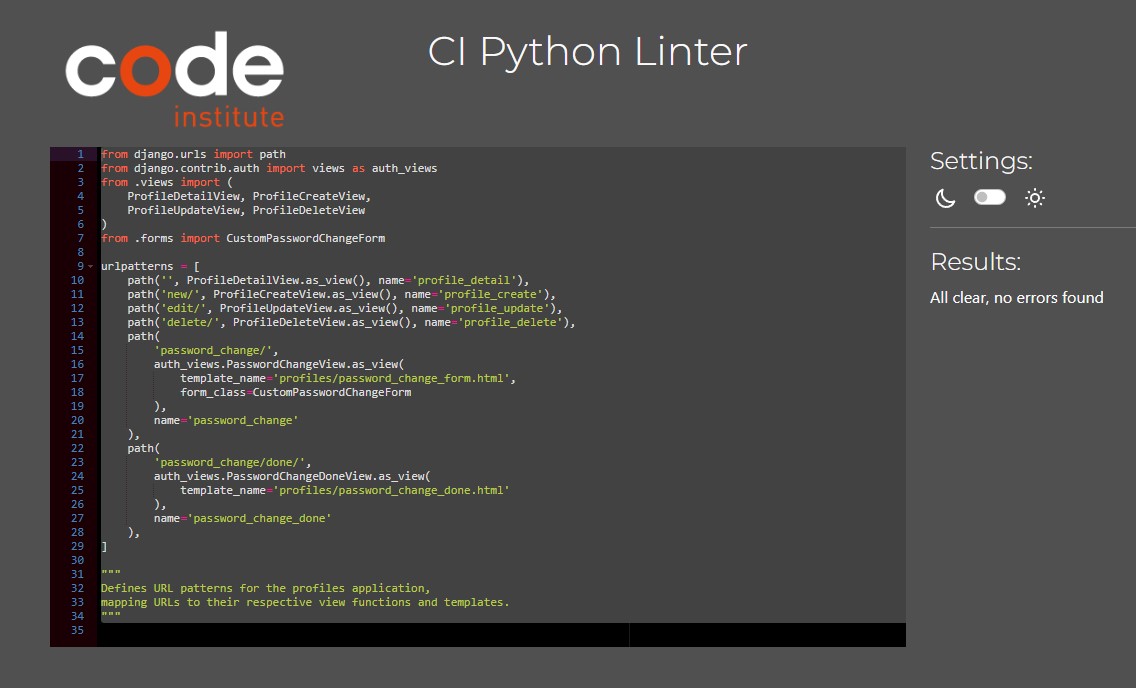 code
institute
CI Python Linter
1 from django.urls import path
2 from django.contrib.auth import views as auth_views
3 from .views import (
4     ProfileDetailView, ProfileCreateView,
5     ProfileUpdateView, ProfileDeleteView
6 )
7 from .forms import CustomPasswordChangeForm
8
9 urlpatterns = [
10     path('', ProfileDetailView.as_view(), name='profile_detail'),
11     path('new/', ProfileCreateView.as_view(), name='profile_create'),
12     path('edit/', ProfileUpdateView.as_view(), name='profile_update'),
13     path('delete/', ProfileDeleteView.as_view(), name='profile_delete'),
14     path(
15         'password_change/',
16         auth_views.PasswordChangeView.as_view(
17             template_name='profiles/password_change_form.html',
18             form_class=CustomPasswordChangeForm
19         ),
20         name='password_change'
21     ),
22     path(
23         'password_change/done/',
24         auth_views.PasswordChangeDoneView.as_view(
25             template_name='profiles/password_change_done.html'
26         ),
27         name='password_change_done'
28     ),
29 ]
30
31 """
32 Defines URL patterns for the profiles application,
33 mapping URLs to their respective view functions and templates.
34 """
35
Settings:
Results:
All clear, no errors found